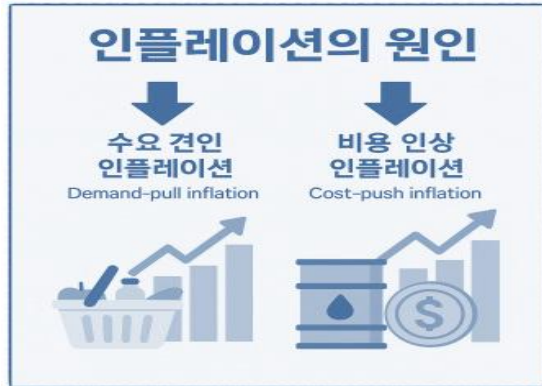 인플레이션의 원인
수요 견인
인플레이션
Demand-pull inflation
비용 인상
인플레이션
Cost-push inflation
$